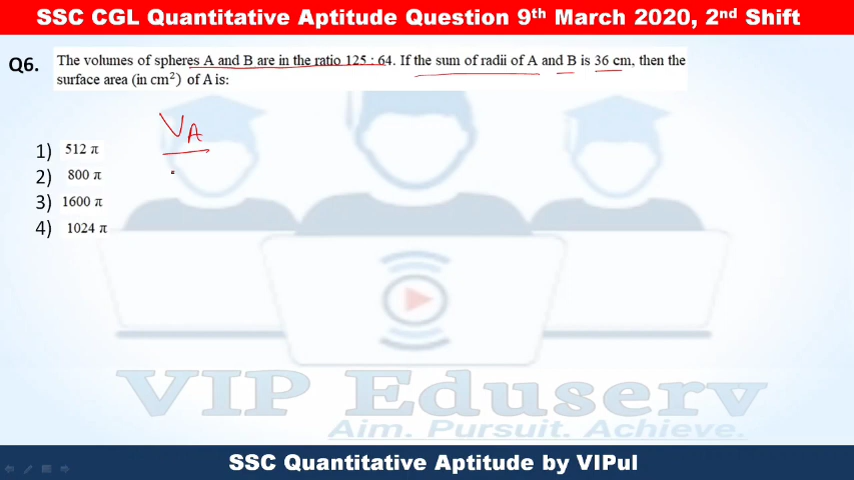 SSC CGL Quantitative Aptitude Question 9th March 2020, 2nd Shift
Q6. The volumes of spheres A and B are in the ratio 125 : 64. If the sum of radii of A and B is 36 cm, then the
surface area (in cm²) of A is:
V_A
1) 512 π
2) 800 π
3) 1600 π
4) 1024 π
VIP Eduserv
Aim. Pursuit. Achieve.
SSC Quantitative Aptitude by VIPul